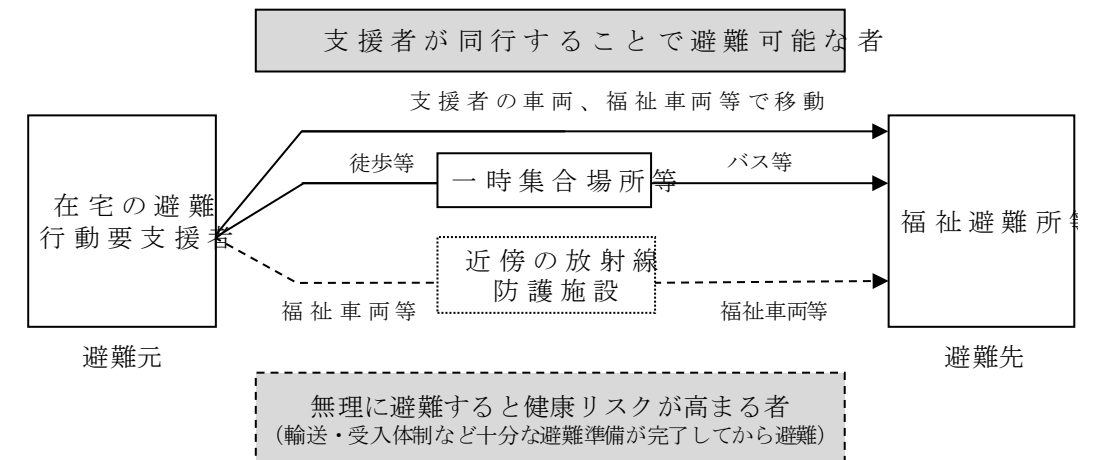 支援者が同行することで避難可能な者
支援者の車両、福祉車両等で移動
徒歩等
一時集合場所等
バス等
在宅の避難
行動要支援者
福祉避難所等
近傍の放射線
防護施設
福祉車両等
福祉車両等
避難元
避難先
無理に避難すると健康リスクが高まる者
（輸送・受入体制など十分な避難準備が完了してから避難）